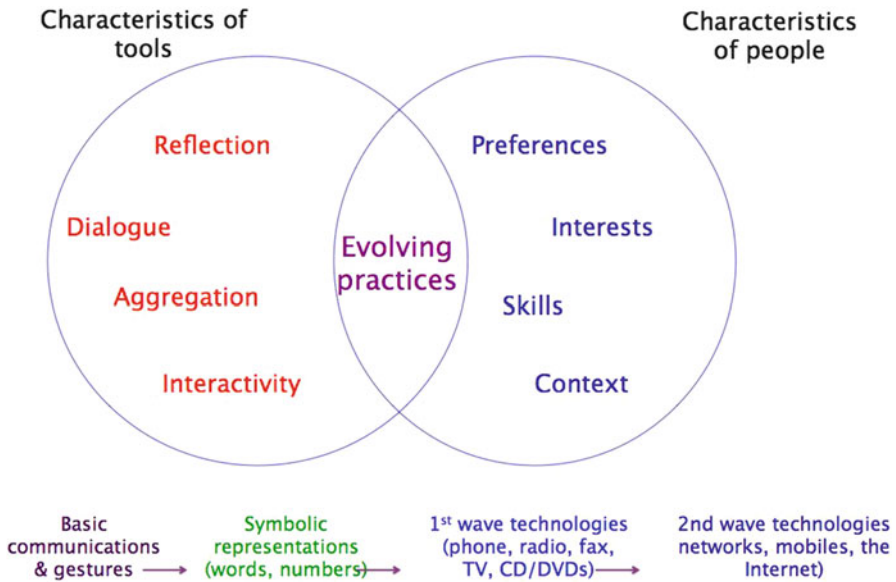 Characteristics of
tools
Characteristics
of people
Reflection
Dialogue
Aggregation
Interactivity
Evolving
practices
Preferences
Interests
Skills
Context
Basic
communications
& gestures
Symbolic
representations
(words, numbers)
1st wave technologies
(phone, radio, fax,
TV, CD/DVDs)
2nd wave technologies
networks, mobiles, the
Internet)